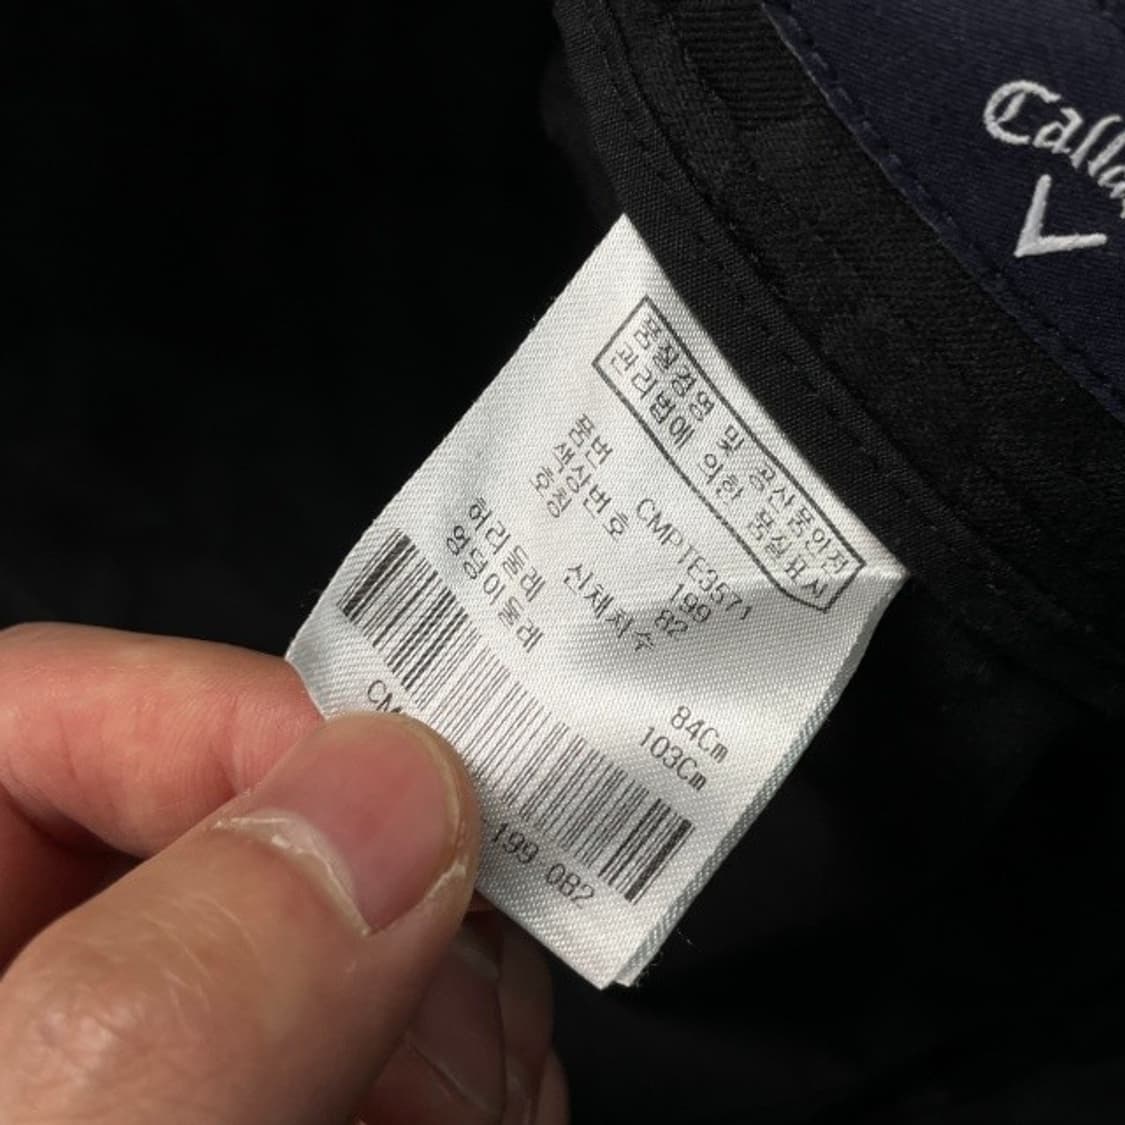 Calla
품질경영 및 공산품안전
관리법에 의한 품질표시
품번 CMPTE3571
색상번호 199
호칭 82
신체치수
허리둘레 84Cm
엉덩이둘레 103Cm
CM
199 082